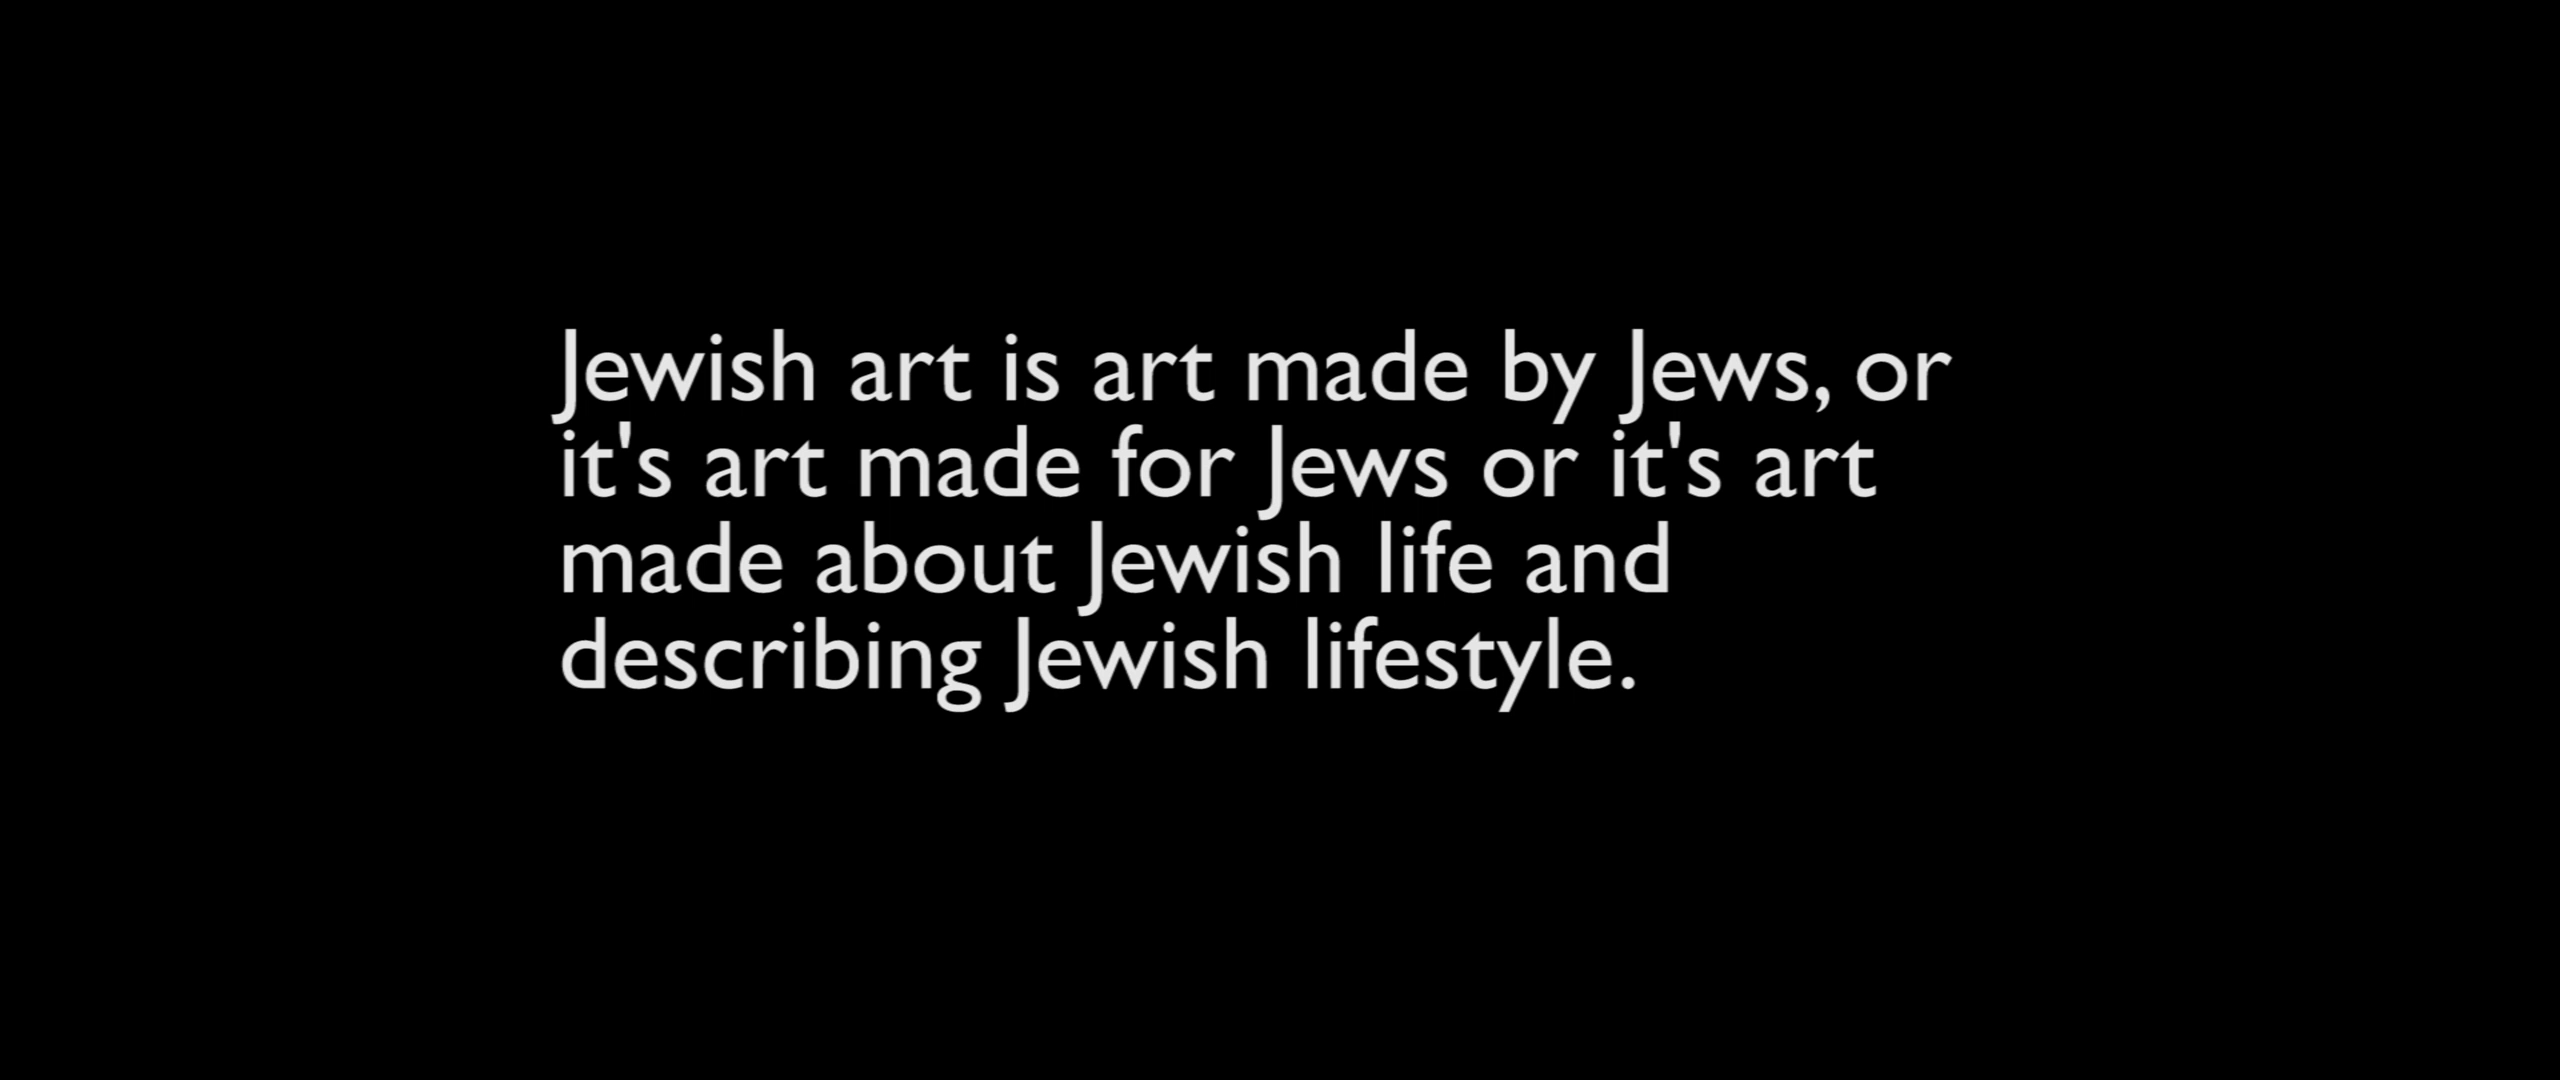 Jewish art is art made by Jews, or
it's art made for Jews or it's art
made about Jewish life and
describing Jewish lifestyle.